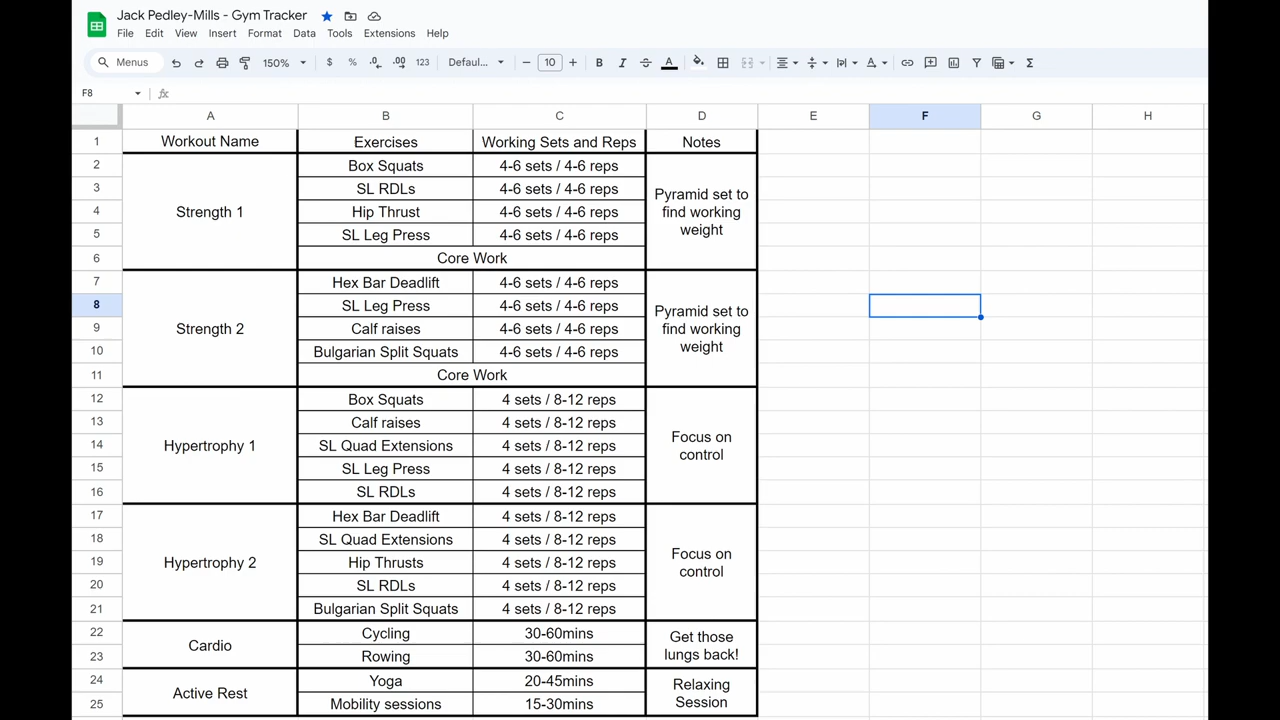 Jack Pedley-Mills - Gym Tracker
File Edit View Insert Format Data Tools Extensions Help
Menus 150% $ % .0 .00 123 Defaul... − 10 + B I S A Σ
F8 fx
A B C D E F G H
1 Workout Name Exercises Working Sets and Reps Notes
2 Box Squats 4-6 sets / 4-6 reps
3 SL RDLs 4-6 sets / 4-6 reps
4 Strength 1 Hip Thrust 4-6 sets / 4-6 reps Pyramid set to find working weight
5 SL Leg Press 4-6 sets / 4-6 reps
6 Core Work
7 Hex Bar Deadlift 4-6 sets / 4-6 reps
8 SL Leg Press 4-6 sets / 4-6 reps
9 Strength 2 Calf raises 4-6 sets / 4-6 reps Pyramid set to find working weight
10 Bulgarian Split Squats 4-6 sets / 4-6 reps
11 Core Work
12 Box Squats 4 sets / 8-12 reps
13 Calf raises 4 sets / 8-12 reps
14 Hypertrophy 1 SL Quad Extensions 4 sets / 8-12 reps Focus on control
15 SL Leg Press 4 sets / 8-12 reps
16 SL RDLs 4 sets / 8-12 reps
17 Hex Bar Deadlift 4 sets / 8-12 reps
18 SL Quad Extensions 4 sets / 8-12 reps
19 Hypertrophy 2 Hip Thrusts 4 sets / 8-12 reps Focus on control
20 SL RDLs 4 sets / 8-12 reps
21 Bulgarian Split Squats 4 sets / 8-12 reps
22 Cardio Cycling 30-60mins Get those lungs back!
23 Rowing 30-60mins
24 Active Rest Yoga 20-45mins Relaxing Session
25 Mobility sessions 15-30mins